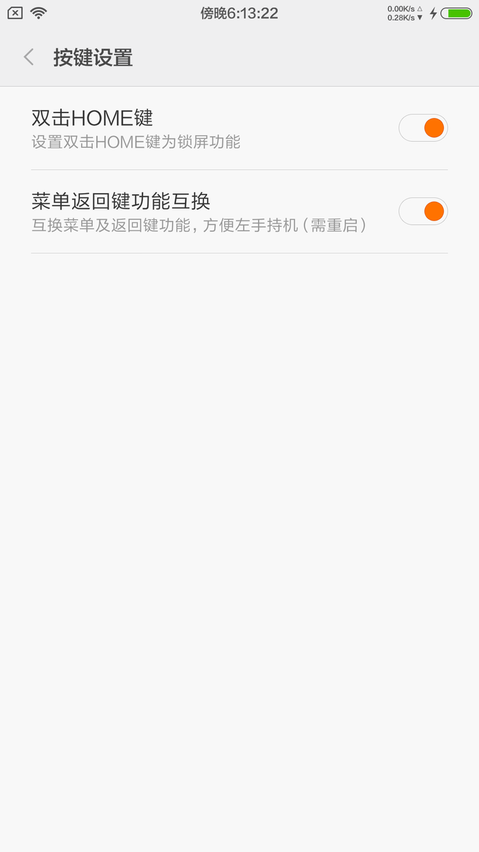 傍晚6:13:22
0.00K/s △
0.28K/s ▼
按键设置
双击HOME键
设置双击HOME键为锁屏功能
菜单返回键功能互换
互换菜单及返回键功能，方便左手持机（需重启）